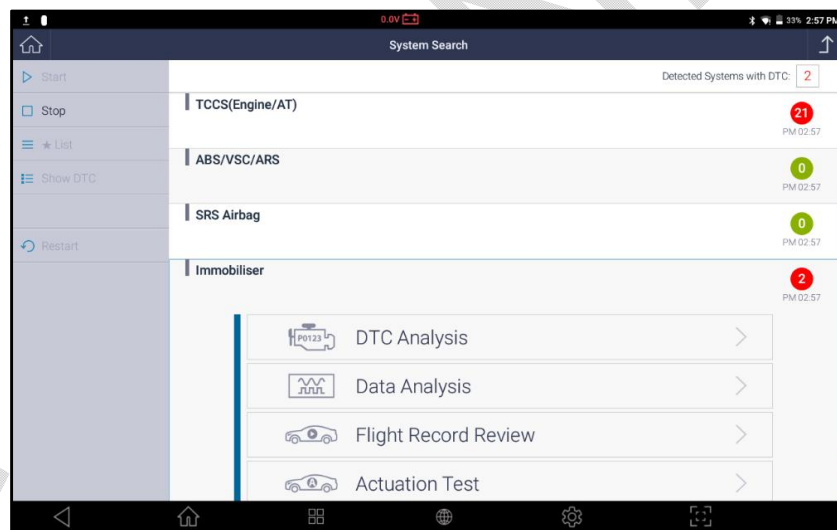 0.0V
33% 2:57 PM
System Search
Start
Detected Systems with DTC: 2
Stop
TCCS(Engine/AT)
21
PM 02:57
★ List
ABS/VSC/ARS
0
PM 02:57
Show DTC
SRS Airbag
0
PM 02:57
Restart
Immobiliser
2
PM 02:57
P0123
DTC Analysis
Data Analysis
Flight Record Review
A
Actuation Test